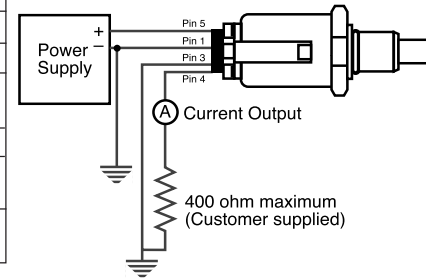 Pin 5
+
Pin 1
Power −
Supply
Pin 3
Pin 4
A Current Output
400 ohm maximum
(Customer supplied)